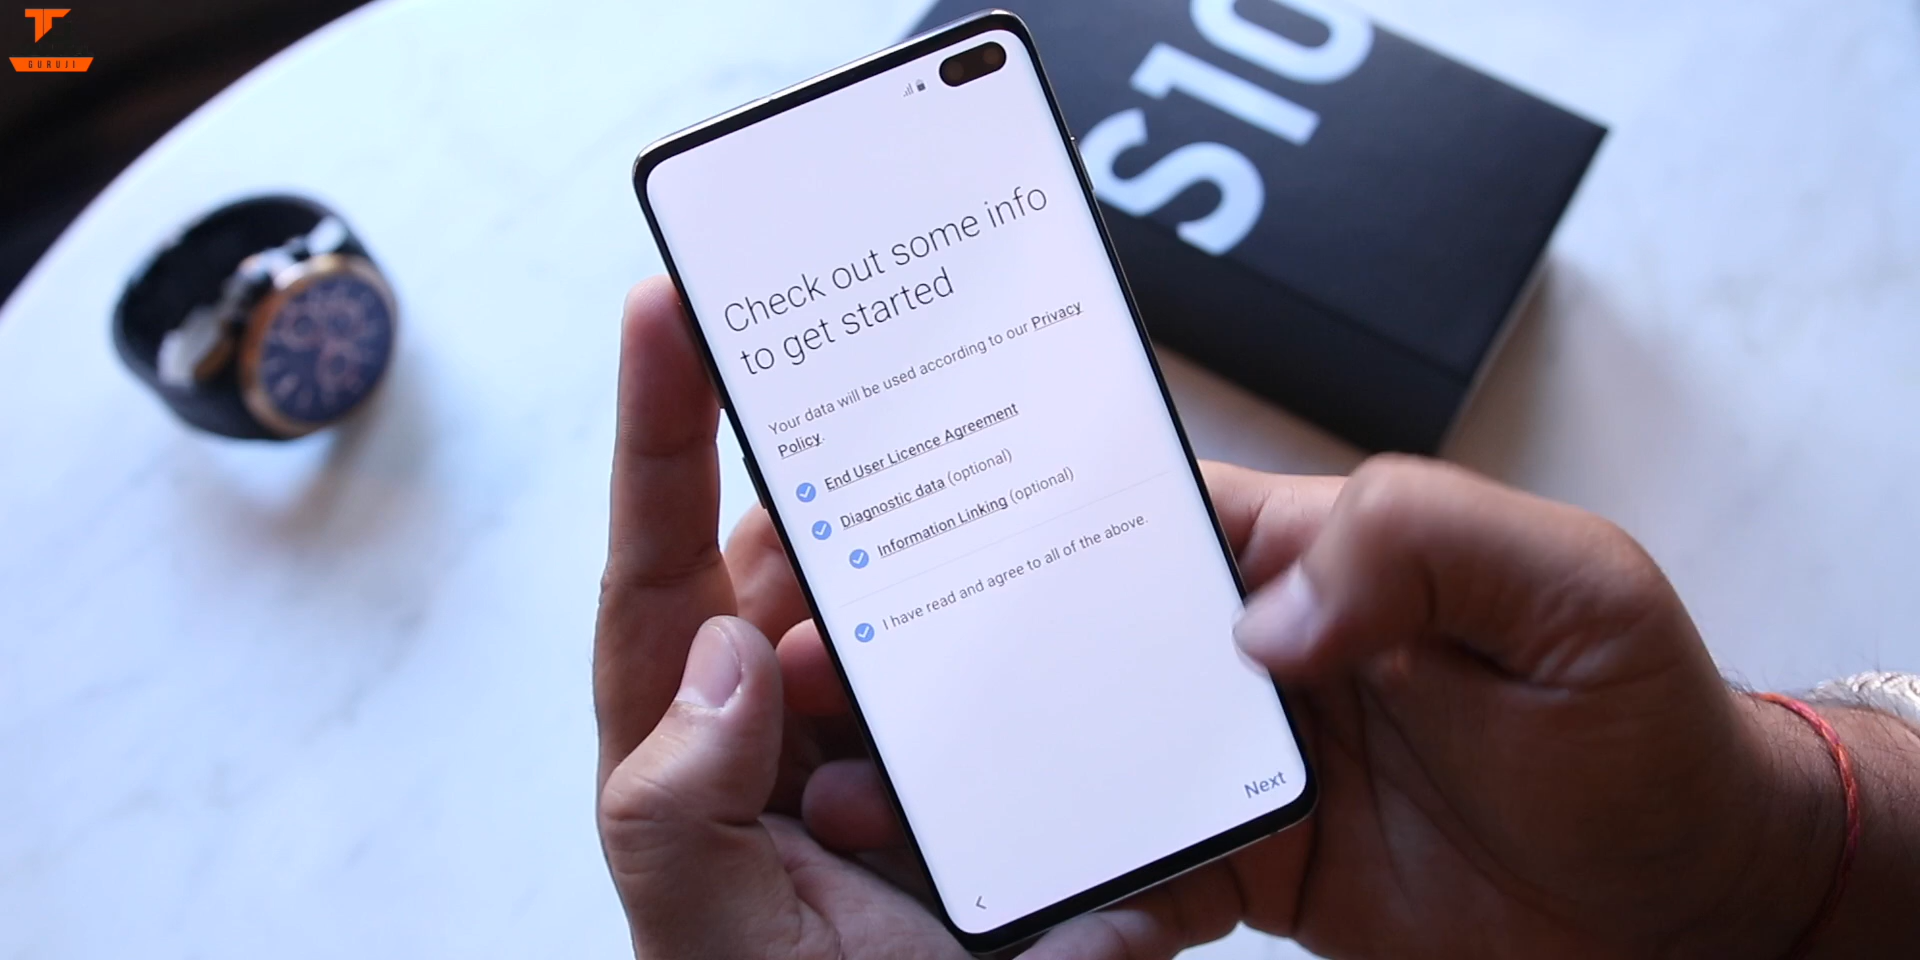 GURUJI
S10
Check out some info
to get started
Your data will be used according to our Privacy
Policy.
End User Licence Agreement
Diagnostic data (optional)
Information Linking (optional)
I have read and agree to all of the above.
Next